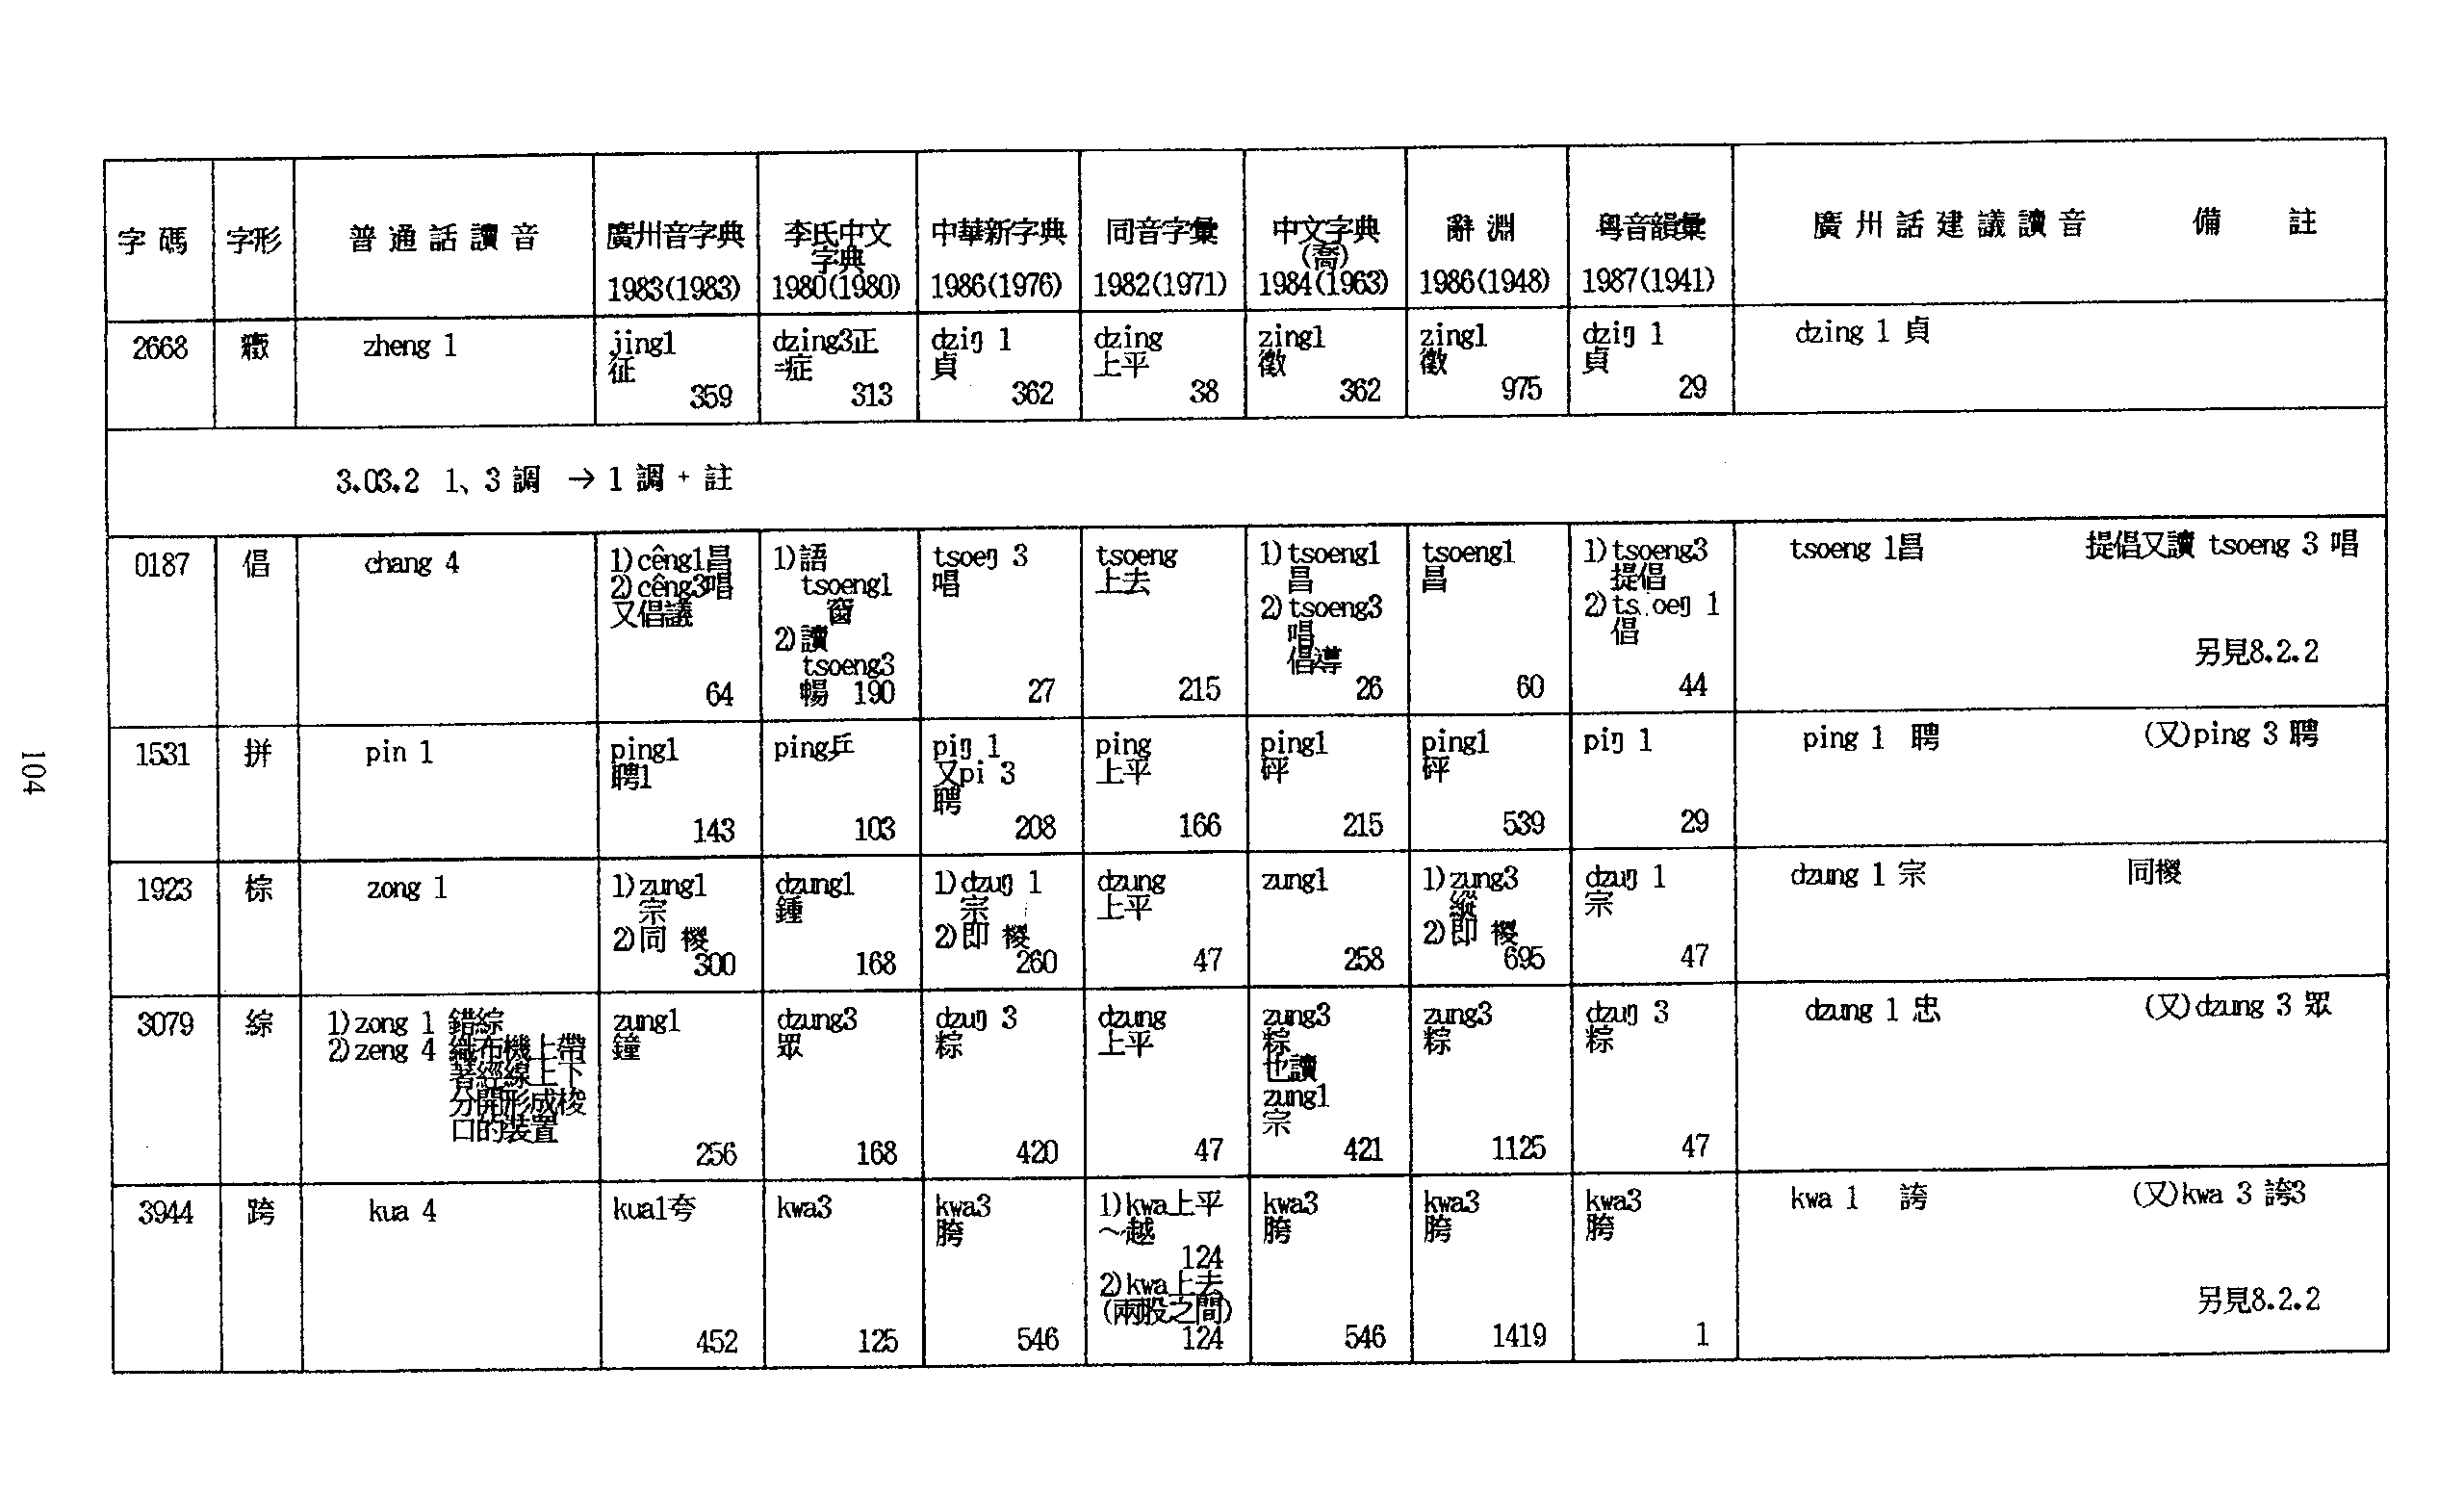 字碼 字形 普通話讀音 廣州音字典 1983(1983) 李氏中文字典 1980(1980) 中華新字典 1986(1976) 同音字彙 1982(1971) 中文字典(喬) 1984(1963) 辭淵 1986(1948) 粵音韻彙 1987(1941) 廣州話建議讀音 備註
2668 癥 zheng 1 jing1 征 359 dzing3正 =症 313 dziŋ 1 貞 362 dzing 上平 38 zing1 徵 362 zing1 徵 975 dziŋ 1 貞 29 dzing 1 貞
3.03.2 1、3 調 → 1 調 + 註
0187 倡 chang 4 1)cêng1昌 2)cêng3唱 又倡議 64 1)語 tsoeng1 窗 2)讀 tsoeng3 暢 190 tsoeŋ 3 唱 27 tsoeng 上去 215 1)tsoeng1 昌 2)tsoeng3 唱 倡導 26 tsoeng1 昌 60 1)tsoeng3 提倡 2)tsoeŋ 1 倡 44 tsoeng 1昌 提倡又讀 tsoeng 3 唱 另見8.2.2
1531 拼 pin 1 ping1 聘1 143 ping乒 103 piŋ 1 又pi 3 聘 208 ping 上平 166 ping1 砰 215 ping1 砰 539 piŋ 1 29 ping 1 聘 (又)ping 3 聘
1923 棕 zong 1 1)zung1 宗 2)同 椶 300 dzung1 鍾 168 1)dzuŋ 1 宗 2)即 椶 260 dzung 上平 47 zung1 258 1)zung3 縱 2)即 椶 695 dzuŋ 1 宗 47 dzung 1 宗 同椶
3079 綜 1)zong 1 錯綜 2)zeng 4 織布機上帶著經線上下分開形成梭口的裝置 zung1 鐘 256 dzung3 眾 168 dzuŋ 3 粽 420 dzung 上平 47 zung3 粽 也讀 zung1 宗 421 zung3 粽 1125 dzuŋ 3 粽 47 dzung 1 忠 (又)dzung 3 眾
3944 跨 kua 4 kua1夸 452 kwa3 125 kwa3 胯 546 1)kwa上平 ～越 124 2)kwa上去 (兩股之間) 124 kwa3 胯 546 kwa3 胯 1419 kwa3 胯 1 kwa 1 誇 (又)kwa 3 誇3 另見8.2.2
104